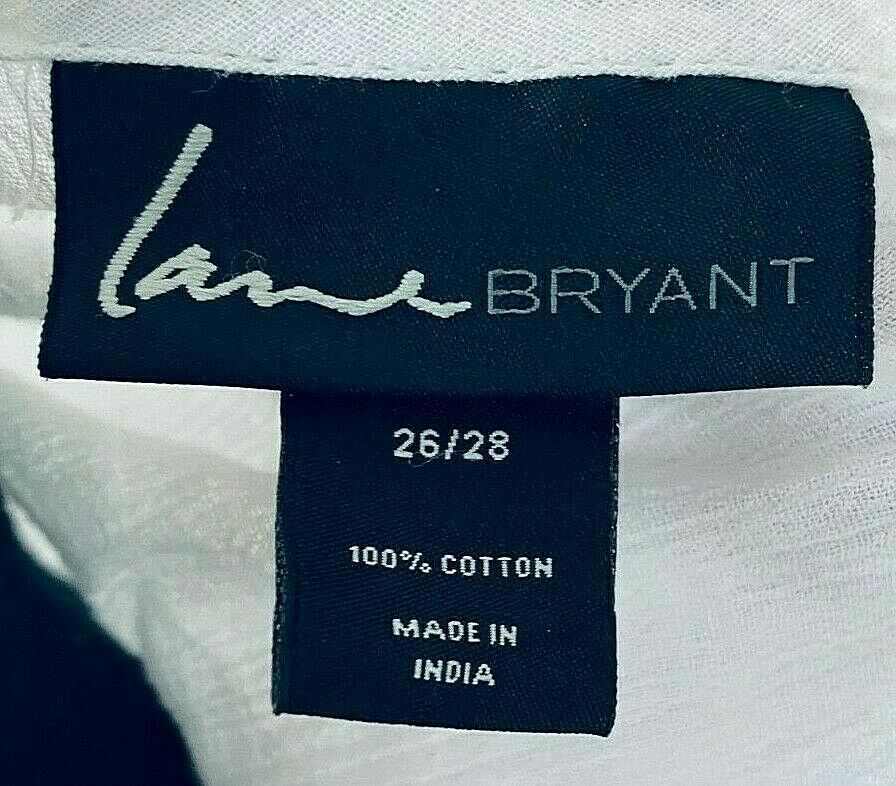 Lane BRYANT
26/28
100% COTTON
MADE IN
INDIA